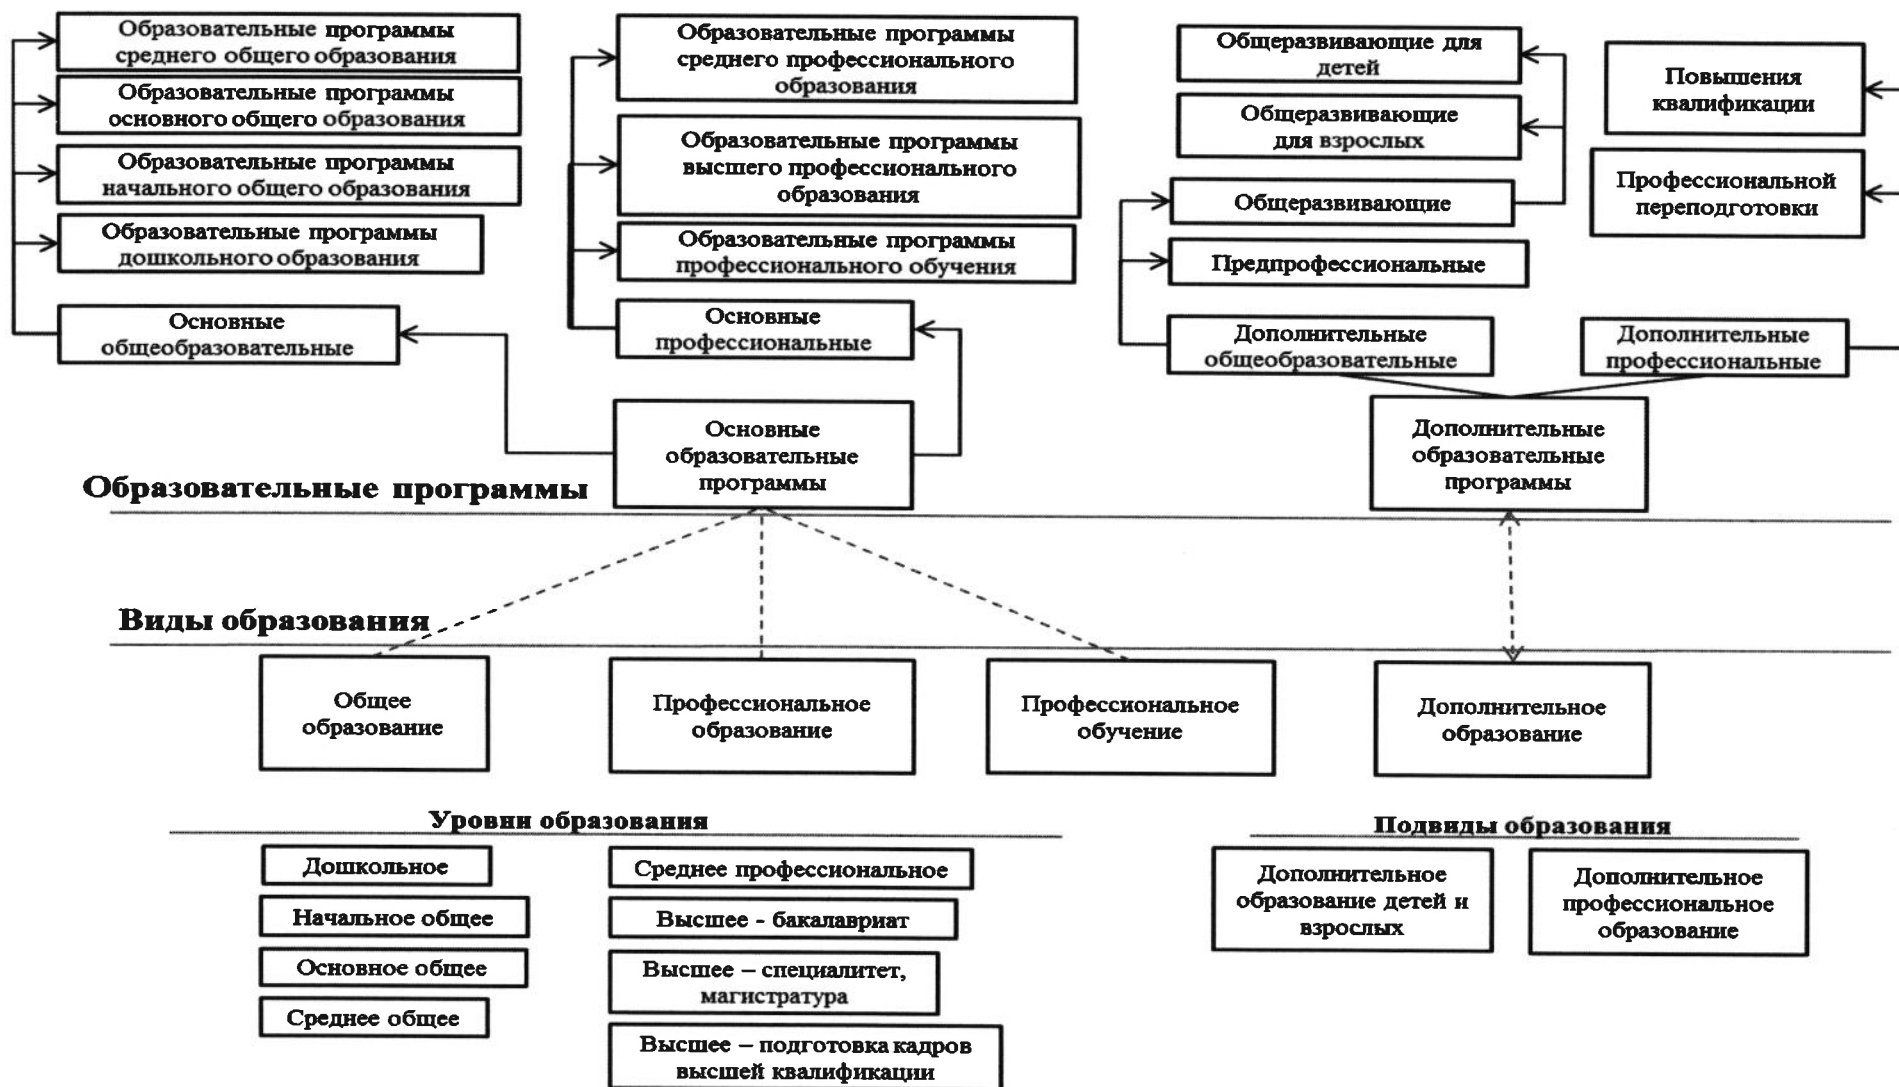 Образовательные программы
среднего общего образования
Образовательные программы
основного общего образования
Образовательные программы
начального общего образования
Образовательные программы
дошкольного образования
Основные
общеобразовательные
Образовательные программы
среднего профессионального
образования
Образовательные программы
высшего профессионального
образования
Образовательные программы
профессионального обучения
Основные
профессиональные
Основные
образовательные
программы
Общеразвивающие для
детей
Общеразвивающие
для взрослых
Общеразвивающие
Предпрофессиональные
Дополнительные
общеобразовательные
Повышения
квалификации
Профессиональной
переподготовки
Дополнительные
профессиональные
Дополнительные
образовательные
программы
Образовательные программы
Виды образования
Общее
образование
Профессиональное
образование
Профессиональное
обучение
Дополнительное
образование
Уровни образования
Дошкольное
Начальное общее
Основное общее
Среднее общее
Среднее профессиональное
Высшее - бакалавриат
Высшее – специалитет,
магистратура
Высшее – подготовка кадров
высшей квалификации
Подвиды образования
Дополнительное
образование детей и
взрослых
Дополнительное
профессиональное
образование